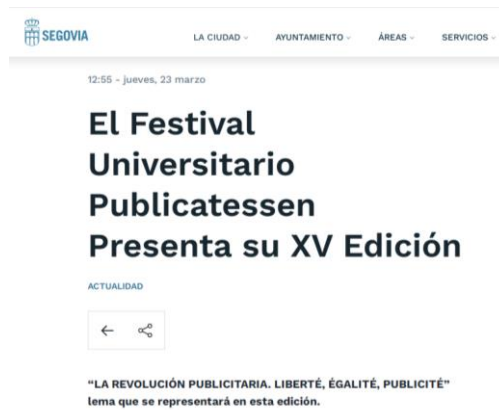 SEGOVIA
LA CIUDAD AYUNTAMIENTO ÁREAS SERVICIOS
12:55 - jueves, 23 marzo
El Festival
Universitario
Publicatessen
Presenta su XV Edición
ACTUALIDAD
“LA REVOLUCIÓN PUBLICITARIA. LIBERTÉ, ÉGALITÉ, PUBLICITÉ”
lema que se representará en esta edición.